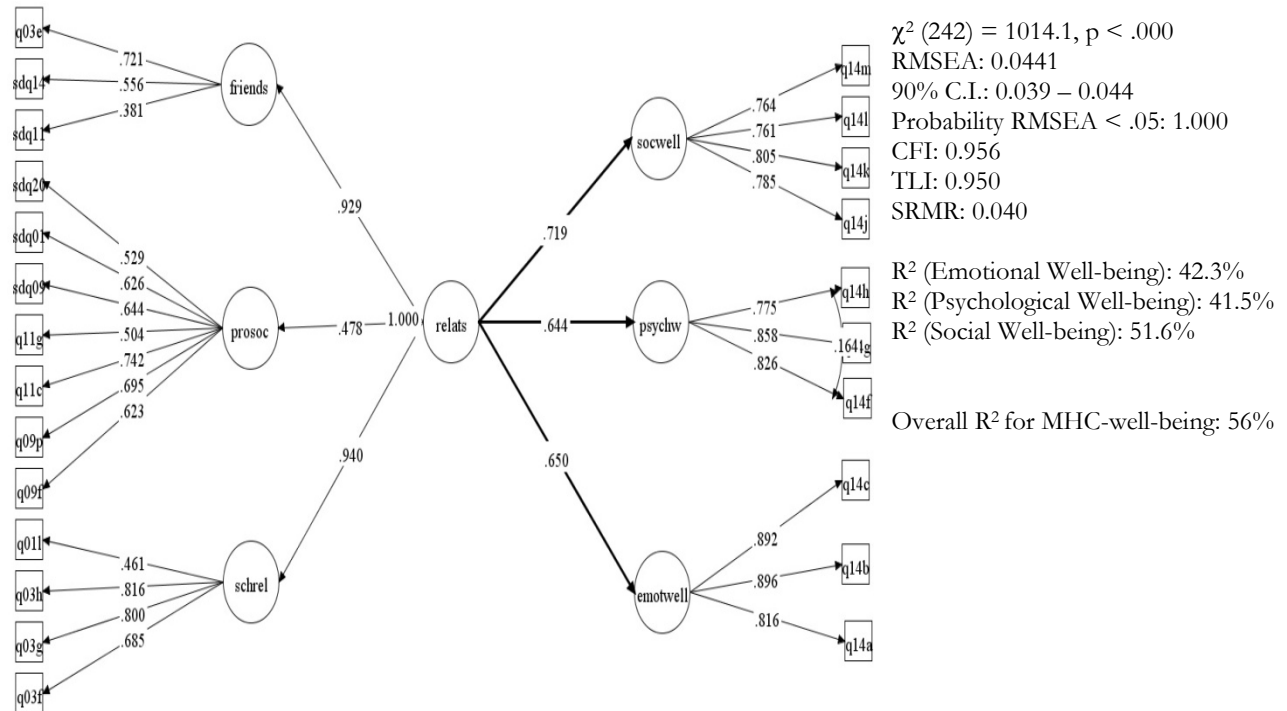 q03e
sdq14
sdq11
sdq20
sdq01
sdq09
q11g
q11c
q09p
q09f
q01l
q03h
q03g
q03f
.721
.556
.381
friends
.529
.626
.644
.504
.742
.695
.623
prosoc
.461
.816
.800
.685
schrel
.929
.478
1.000
.940
relats
.719
.644
.650
socwell
psychw
emotwell
.764
.761
.805
.785
.775
.858
.826
.164
.892
.896
.816
q14m
q14l
q14k
q14j
q14h
q14f
q14c
q14b
q14a
χ² (242) = 1014.1, p < .000
RMSEA: 0.0441
90% C.I.: 0.039 – 0.044
Probability RMSEA < .05: 1.000
CFI: 0.956
TLI: 0.950
SRMR: 0.040
R² (Emotional Well-being): 42.3%
R² (Psychological Well-being): 41.5%
R² (Social Well-being): 51.6%
Overall R² for MHC-well-being: 56%